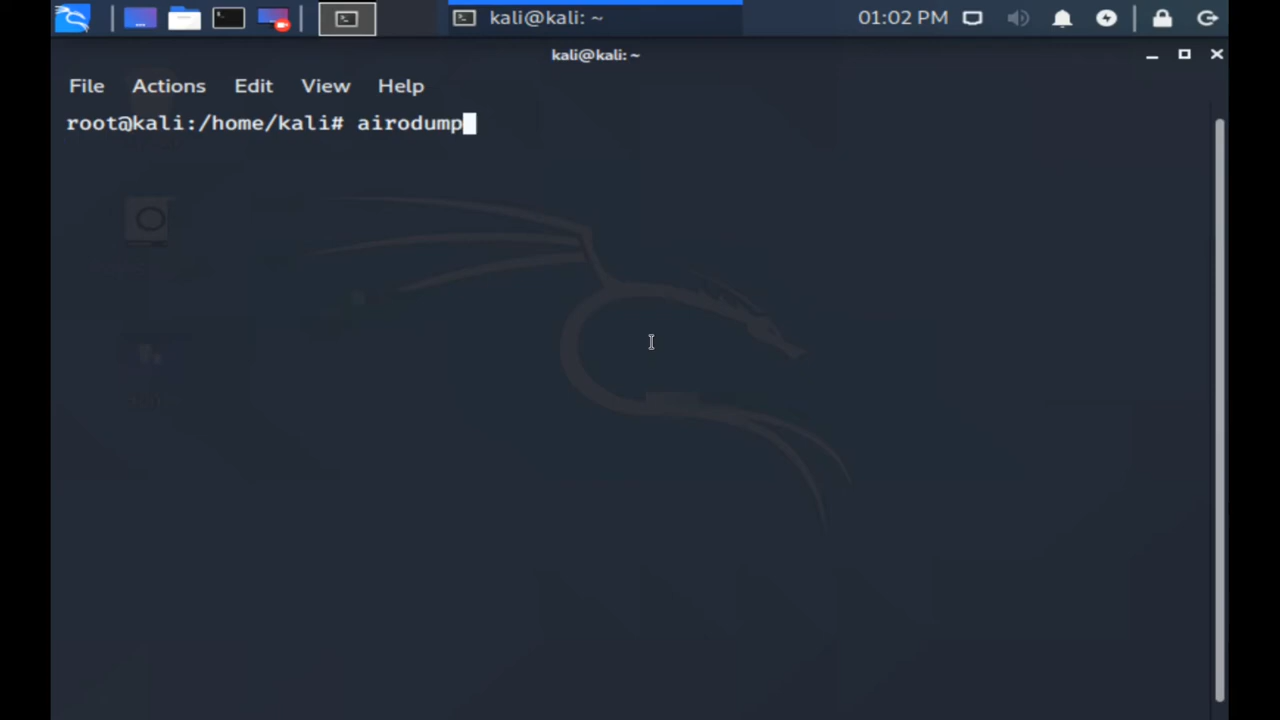 kali@kali: ~
01:02 PM
kali@kali: ~
File Actions Edit View Help
root@kali:/home/kali# airodump